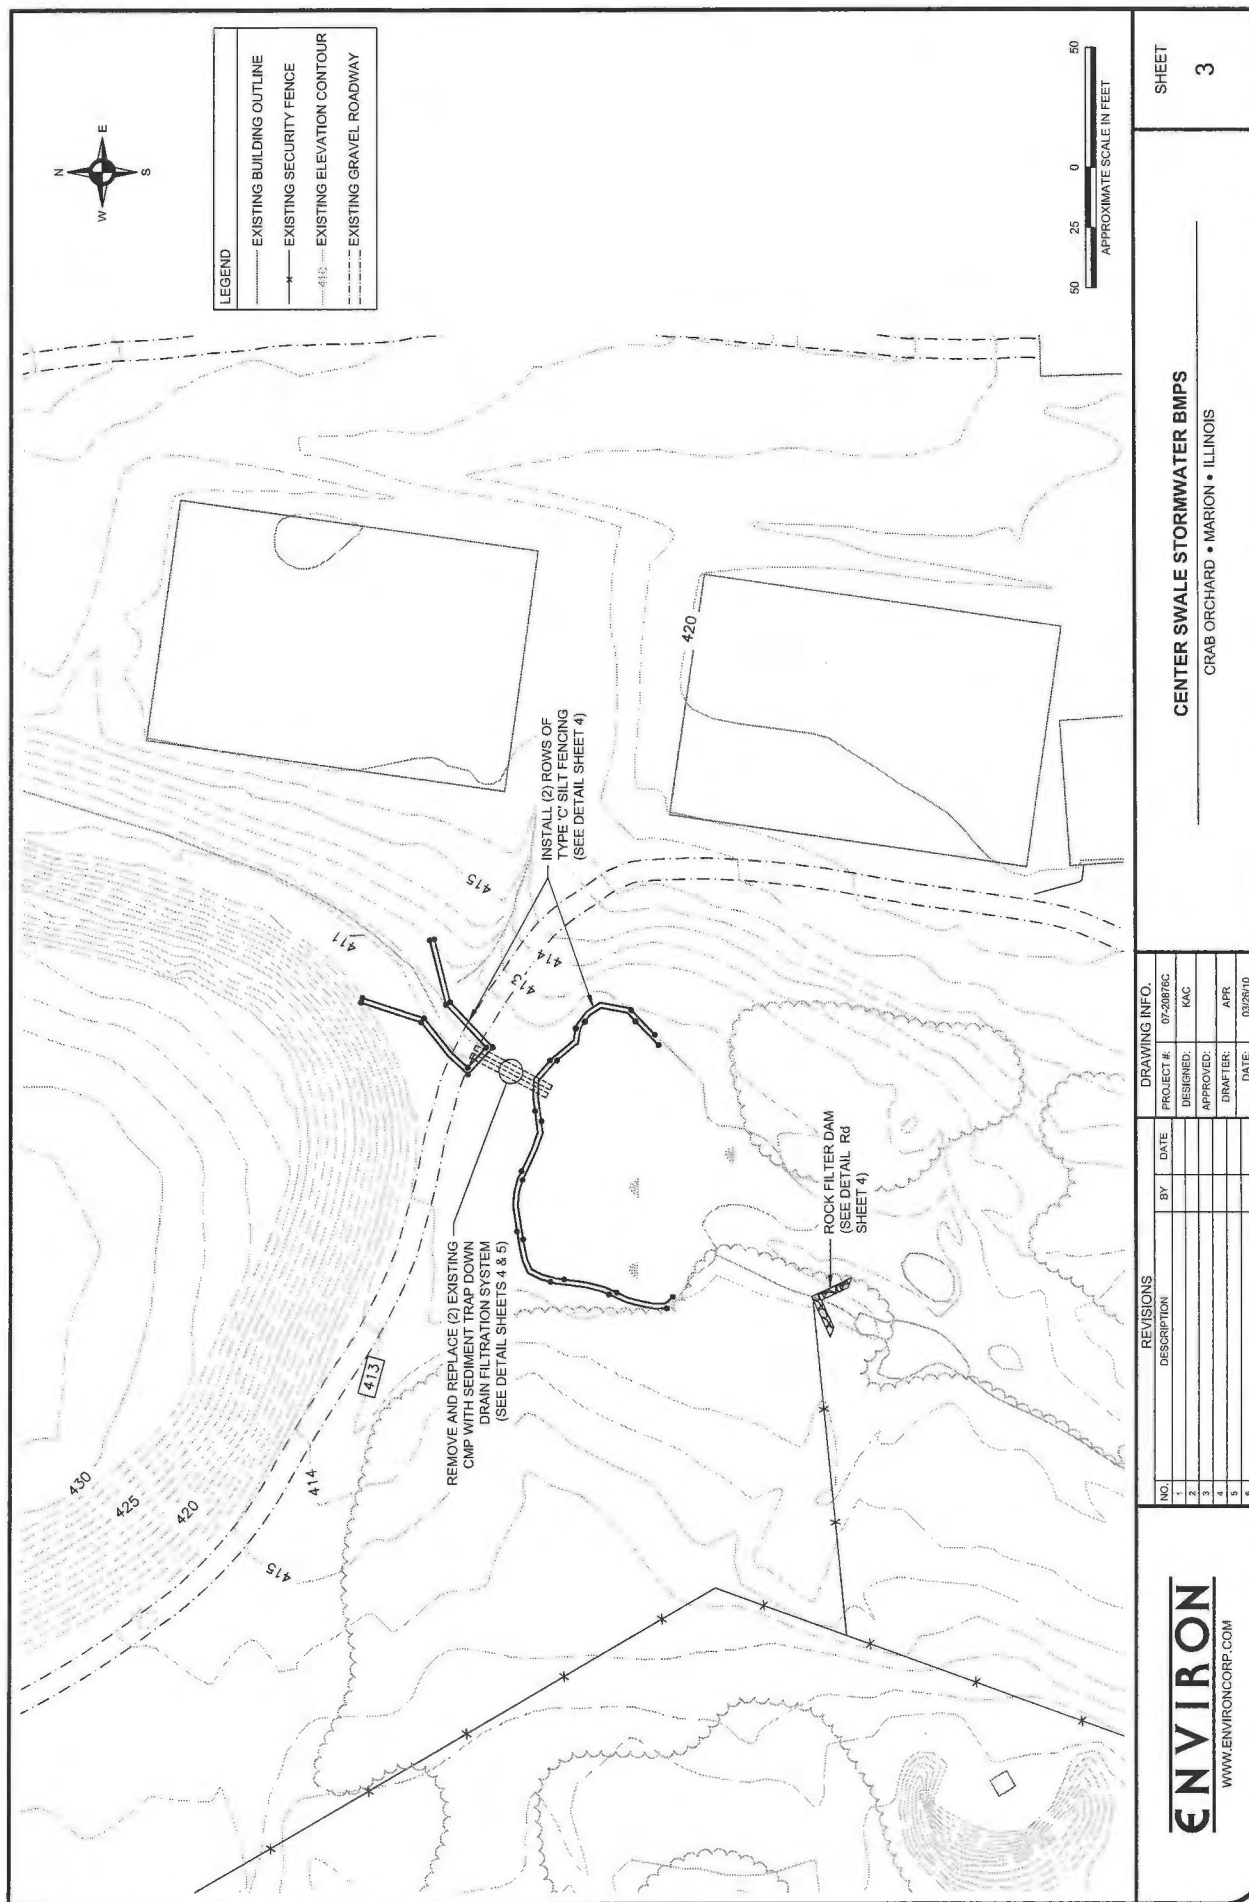 N
W
E
S
LEGEND
EXISTING BUILDING OUTLINE
EXISTING SECURITY FENCE
410
EXISTING ELEVATION CONTOUR
EXISTING GRAVEL ROADWAY
430
425
420
415
414
413
411
415
413
414
420
REMOVE AND REPLACE (2) EXISTING
CMP WITH SEDIMENT TRAP DOWN
DRAIN FILTRATION SYSTEM
(SEE DETAIL SHEETS 4 & 5)
INSTALL (2) ROWS OF
TYPE 'C' SILT FENCING
(SEE DETAIL SHEET 4)
ROCK FILTER DAM
(SEE DETAIL Rd
SHEET 4)
50 25 0 50
APPROXIMATE SCALE IN FEET
ENVIRON
WWW.ENVIRONCORP.COM
REVISIONS
NO. DESCRIPTION BY DATE
1
2
3
4
5
6
DRAWING INFO.
PROJECT #: 07-20876C
DESIGNED: KAC
APPROVED:
DRAFTER: APR
DATE: 03/26/10
CENTER SWALE STORMWATER BMPS
CRAB ORCHARD • MARION • ILLINOIS
SHEET
3